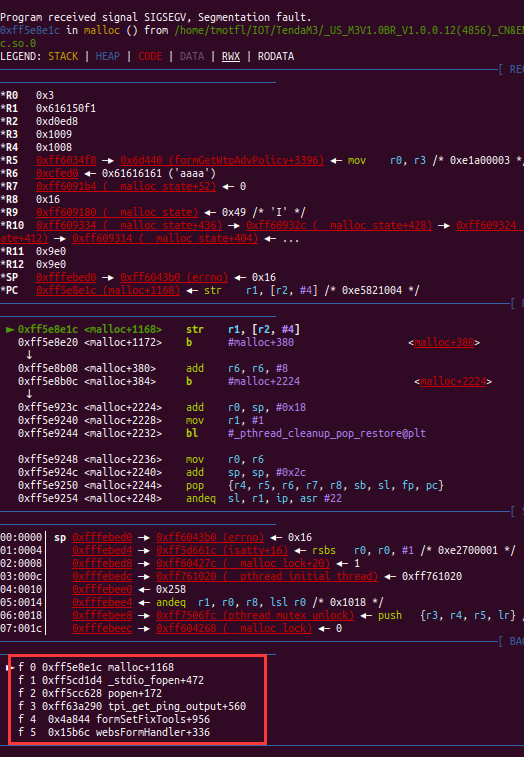 Program received signal SIGSEGV, Segmentation fault.
0xff5e8e1c in malloc () from /home/tmotfl/IOT/TendaM3/_US_M3V1.0BR_V1.0.0.12(4856)_CN&EN
c.so.0
LEGEND: STACK | HEAP | CODE | DATA | RWX | RODATA
[ REG
*R0 0x3
*R1 0x616150f1
*R2 0xd0ed8
*R3 0x1009
*R4 0x1008
*R5 0xff6034f8 —▸ 0x6d440 (formGetWtpAdvPolicy+3396) ◂— mov r0, r3 /* 0xe1a00003 */
*R6 0xcfed0 ◂— 0x61616161 ('aaaa')
*R7 0xff6091b4 (__malloc_state+52) ◂— 0
*R8 0x16
*R9 0xff609180 (__malloc_state) ◂— 0x49 /* 'I' */
*R10 0xff609334 (__malloc_state+436) —▸ 0xff60932c (__malloc_state+428) —▸ 0xff609324
ate+412) —▸ 0xff609314 (__malloc_state+404) ◂— ...
*R11 0x9e0
*R12 0x9e0
*SP 0xfffebed0 —▸ 0xff6043b0 (errno) ◂— 0x16
*PC 0xff5e8e1c (malloc+1168) ◂— str r1, [r2, #4] /* 0xe5821004 */
[
► 0xff5e8e1c <malloc+1168> str r1, [r2, #4]
0xff5e8e20 <malloc+1172> b #malloc+380 <malloc+380>
↓
0xff5e8b08 <malloc+380> add r6, r6, #8
0xff5e8b0c <malloc+384> b #malloc+2224 <malloc+2224>
↓
0xff5e923c <malloc+2224> add r0, sp, #0x18
0xff5e9240 <malloc+2228> mov r1, #1
0xff5e9244 <malloc+2232> bl #_pthread_cleanup_pop_restore@plt
0xff5e9248 <malloc+2236> mov r0, r6
0xff5e924c <malloc+2240> add sp, sp, #0x2c
0xff5e9250 <malloc+2244> pop {r4, r5, r6, r7, r8, sb, sl, fp, pc}
0xff5e9254 <malloc+2248> andeq sl, r1, ip, asr #22
[ S
00:0000│ sp 0xfffebed0 —▸ 0xff6043b0 (errno) ◂— 0x16
01:0004│ 0xfffebed4 —▸ 0xff5d661c (isatty+16) ◂— rsbs r0, r0, #1 /* 0xe2700001 */
02:0008│ 0xfffebed8 —▸ 0xff60427c (__malloc_lock+20) ◂— 1
03:000c│ 0xfffebedc —▸ 0xff761020 (__pthread_initial_thread) ◂— 0xff761020
04:0010│ 0xfffebee0 ◂— 0x258
05:0014│ 0xfffebee4 ◂— andeq r1, r0, r8, lsl r0 /* 0x1018 */
06:0018│ 0xfffebee8 —▸ 0xff7506fc (pthread_mutex_unlock) ◂— push {r3, r4, r5, lr}
07:001c│ 0xfffebeec —▸ 0xff604268 (__malloc_lock) ◂— 0
[ BAC
► f 0 0xff5e8e1c malloc+1168
f 1 0xff5cd1d4 _stdio_fopen+472
f 2 0xff5cc628 popen+172
f 3 0xff63a290 tpi_get_ping_output+560
f 4 0x4a844 formSetFixTools+956
f 5 0x15b6c websFormHandler+336